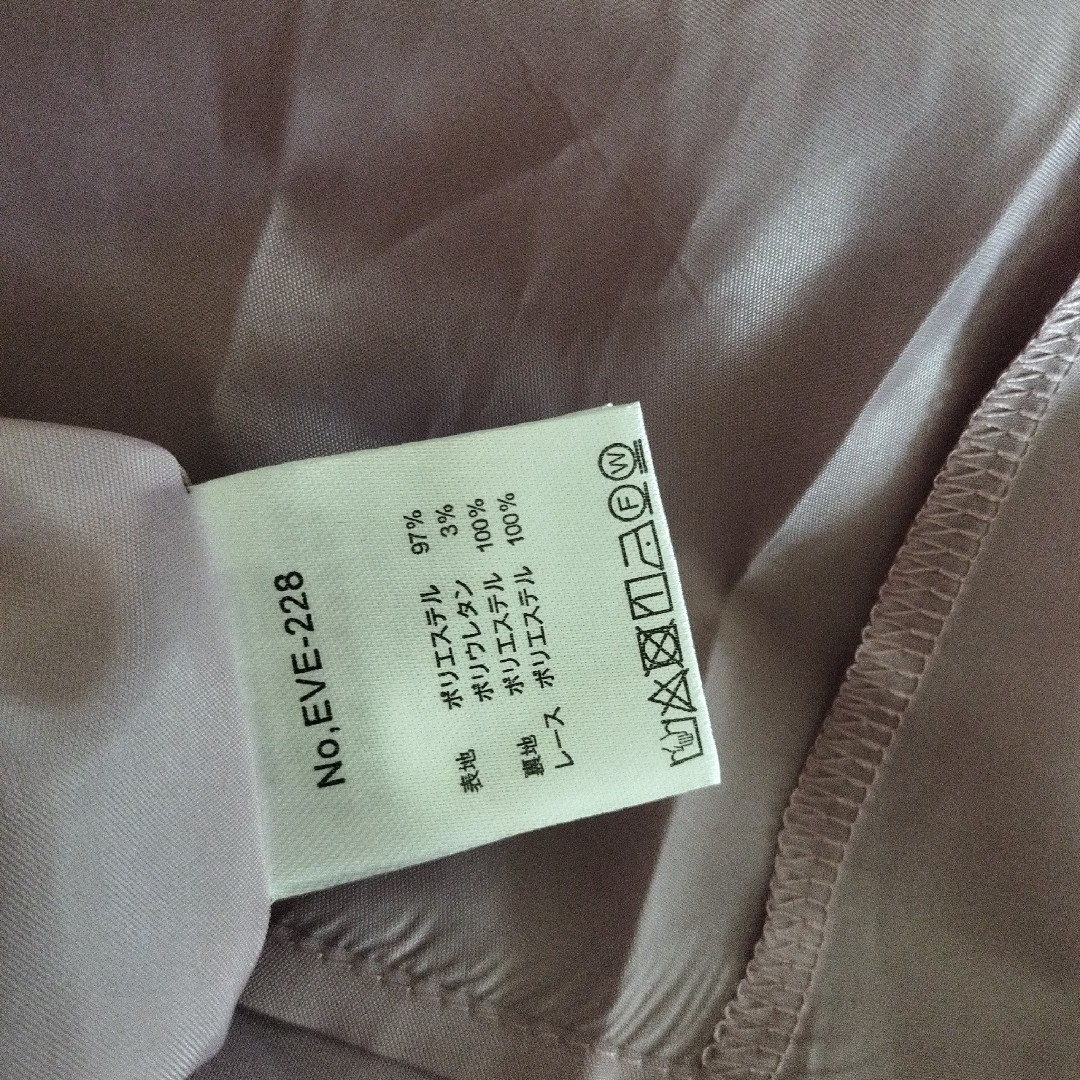 No,EVE-228
表地 ポリエステル 97%
ポリウレタン 3%
裏地 ポリエステル 100%
レース ポリエステル 100%
F W